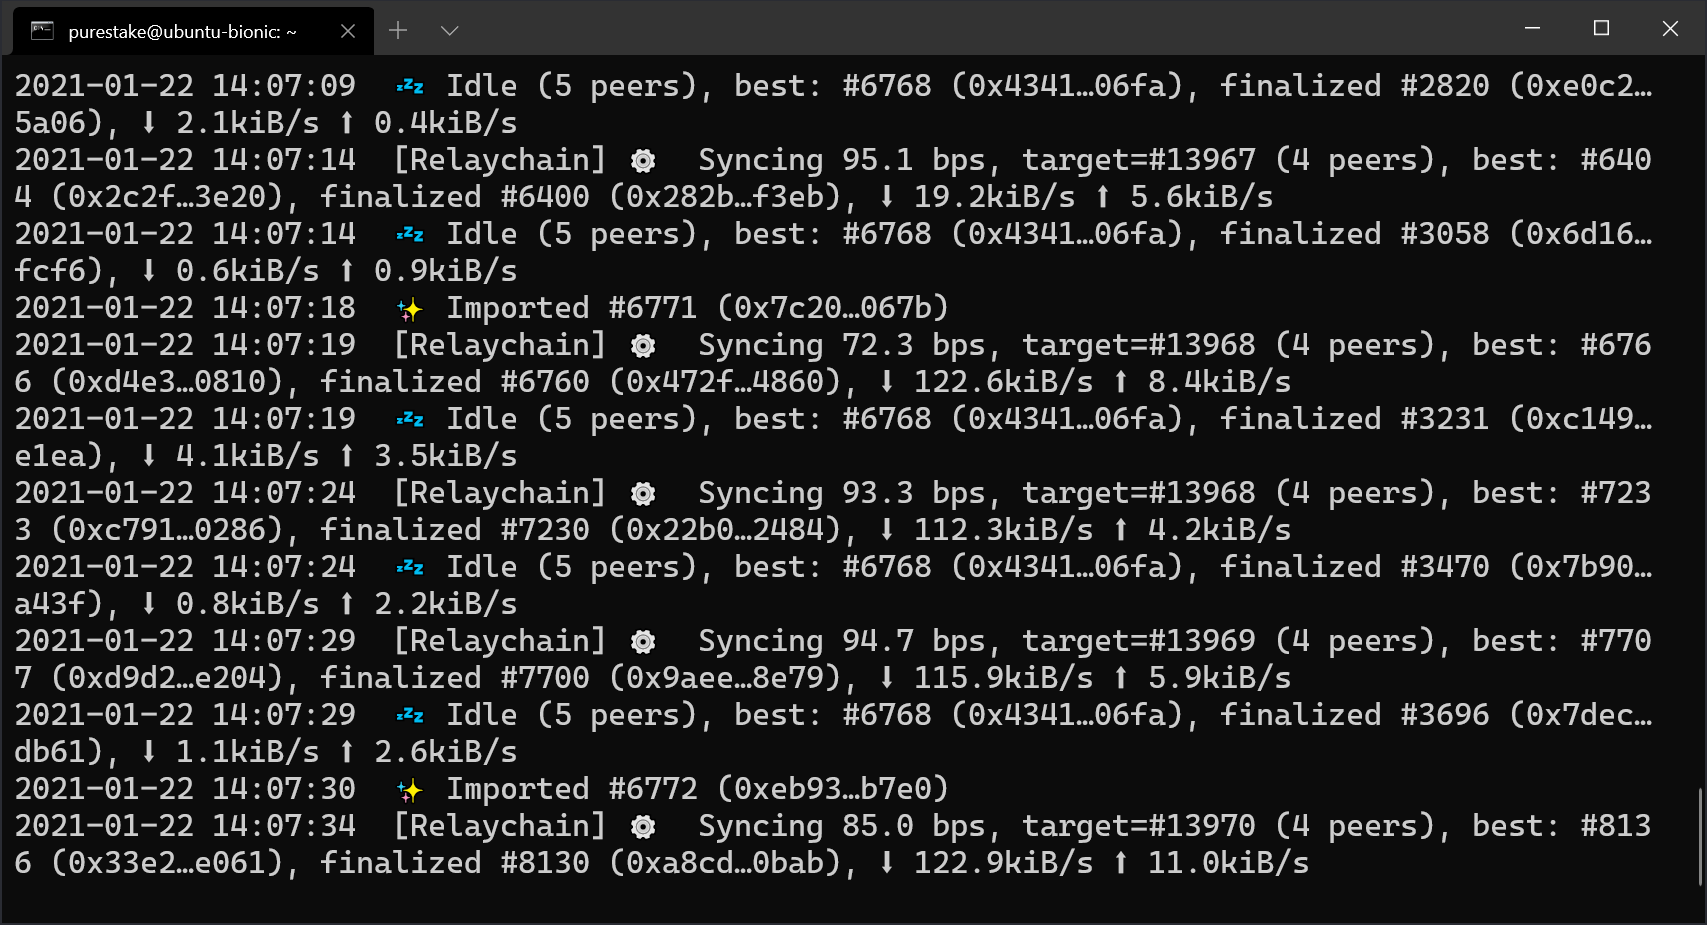 purestake@ubuntu-bionic: ~
2021-01-22 14:07:09 💤 Idle (5 peers), best: #6768 (0x4341…06fa), finalized #2820 (0xe0c2…
5a06), ⬇ 2.1kiB/s ⬆ 0.4kiB/s
2021-01-22 14:07:14 [Relaychain] ⚙ Syncing 95.1 bps, target=#13967 (4 peers), best: #640
4 (0x2c2f…3e20), finalized #6400 (0x282b…f3eb), ⬇ 19.2kiB/s ⬆ 5.6kiB/s
2021-01-22 14:07:14 💤 Idle (5 peers), best: #6768 (0x4341…06fa), finalized #3058 (0x6d16…
fcf6), ⬇ 0.6kiB/s ⬆ 0.9kiB/s
2021-01-22 14:07:18 ✨ Imported #6771 (0x7c20…067b)
2021-01-22 14:07:19 [Relaychain] ⚙ Syncing 72.3 bps, target=#13968 (4 peers), best: #676
6 (0xd4e3…0810), finalized #6760 (0x472f…4860), ⬇ 122.6kiB/s ⬆ 8.4kiB/s
2021-01-22 14:07:19 💤 Idle (5 peers), best: #6768 (0x4341…06fa), finalized #3231 (0xc149…
e1ea), ⬇ 4.1kiB/s ⬆ 3.5kiB/s
2021-01-22 14:07:24 [Relaychain] ⚙ Syncing 93.3 bps, target=#13968 (4 peers), best: #723
3 (0xc791…0286), finalized #7230 (0x22b0…2484), ⬇ 112.3kiB/s ⬆ 4.2kiB/s
2021-01-22 14:07:24 💤 Idle (5 peers), best: #6768 (0x4341…06fa), finalized #3470 (0x7b90…
a43f), ⬇ 0.8kiB/s ⬆ 2.2kiB/s
2021-01-22 14:07:29 [Relaychain] ⚙ Syncing 94.7 bps, target=#13969 (4 peers), best: #770
7 (0xd9d2…e204), finalized #7700 (0x9aee…8e79), ⬇ 115.9kiB/s ⬆ 5.9kiB/s
2021-01-22 14:07:29 💤 Idle (5 peers), best: #6768 (0x4341…06fa), finalized #3696 (0x7dec…
db61), ⬇ 1.1kiB/s ⬆ 2.6kiB/s
2021-01-22 14:07:30 ✨ Imported #6772 (0xeb93…b7e0)
2021-01-22 14:07:34 [Relaychain] ⚙ Syncing 85.0 bps, target=#13970 (4 peers), best: #813
6 (0x33e2…e061), finalized #8130 (0xa8cd…0bab), ⬇ 122.9kiB/s ⬆ 11.0kiB/s